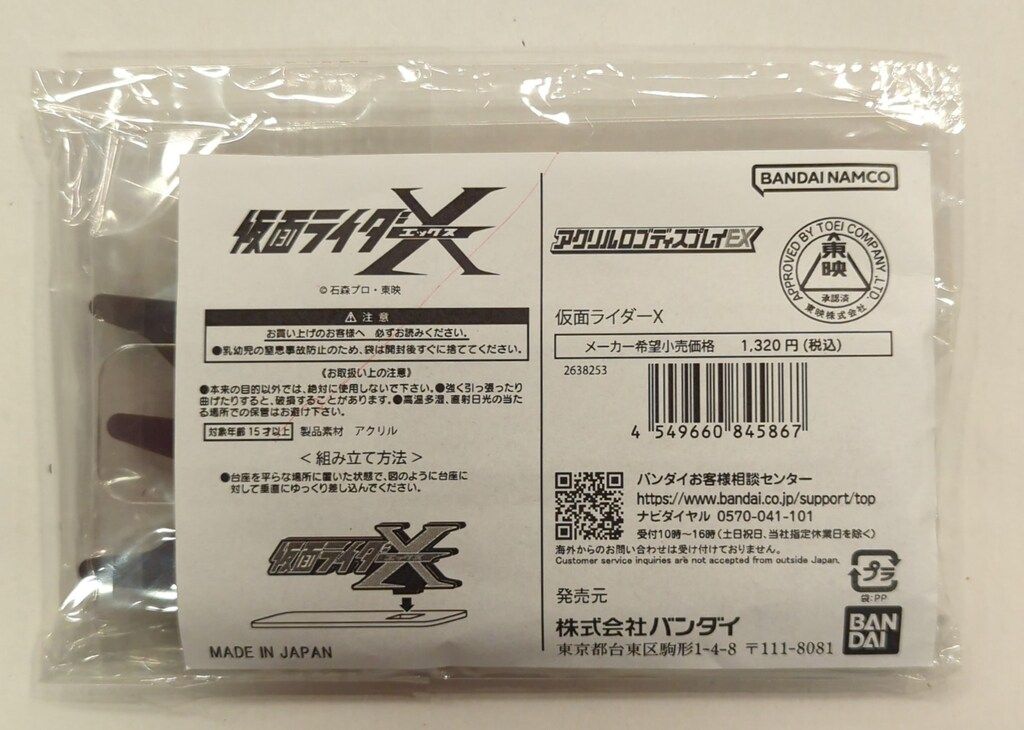 仮面ライダーX
エックス
© 石森プロ・東映
⚠ 注意
お買い上げのお客様へ 必ずお読みください。
●乳幼児の窒息事故防止のため、袋は開封後すぐに捨ててください。
《お取扱い上の注意》
●本来の目的以外では、絶対に使用しないで下さい。●強く引っ張ったり
曲げたりすると、破損することがあります。●高温多湿、直射日光の当た
る場所での保管はお避け下さい。
対象年齢15才以上 製品素材 アクリル
＜組み立て方法＞
●台座を平らな場所に置いた状態で、図のように台座に
対して垂直にゆっくり差し込んでください。
仮面ライダーX
エックス
MADE IN JAPAN
BANDAI NAMCO
アクリルロゴディスプレイEX
APPROVED BY TOEI COMPANY, LTD.
東映
承認済
東映株式会社
仮面ライダーX
メーカー希望小売価格 1,320円(税込)
2638253
4 549660 845867
バンダイお客様相談センター
https://www.bandai.co.jp/support/top
ナビダイヤル 0570-041-101
受付10時～16時(土日祝日、当社指定休業日を除く)
海外からのお問い合わせは受け付けておりません。
Customer service inquiries are not accepted from outside Japan.
プラ
袋:PP
発売元
株式会社バンダイ
東京都台東区駒形1-4-8 〒111-8081
BAN
DAI